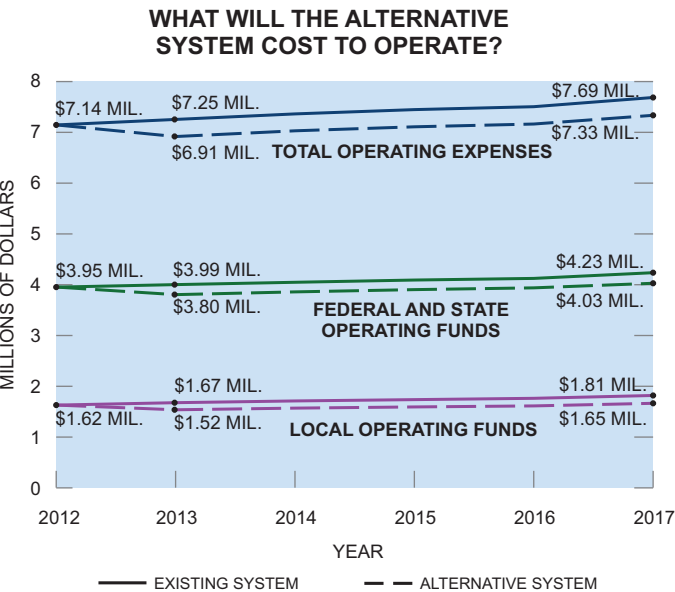 WHAT WILL THE ALTERNATIVE
SYSTEM COST TO OPERATE?
8
7
6
5
4
3
2
1
0
MILLIONS OF DOLLARS
$7.14 MIL.
$7.25 MIL.
$7.69 MIL.
$6.91 MIL.
TOTAL OPERATING EXPENSES
$7.33 MIL.
$3.95 MIL.
$3.99 MIL.
$4.23 MIL.
$3.80 MIL.
FEDERAL AND STATE
OPERATING FUNDS
$4.03 MIL.
$1.67 MIL.
$1.81 MIL.
$1.62 MIL.
$1.52 MIL.
LOCAL OPERATING FUNDS
$1.65 MIL.
2012 2013 2014 2015 2016 2017
YEAR
EXISTING SYSTEM ALTERNATIVE SYSTEM